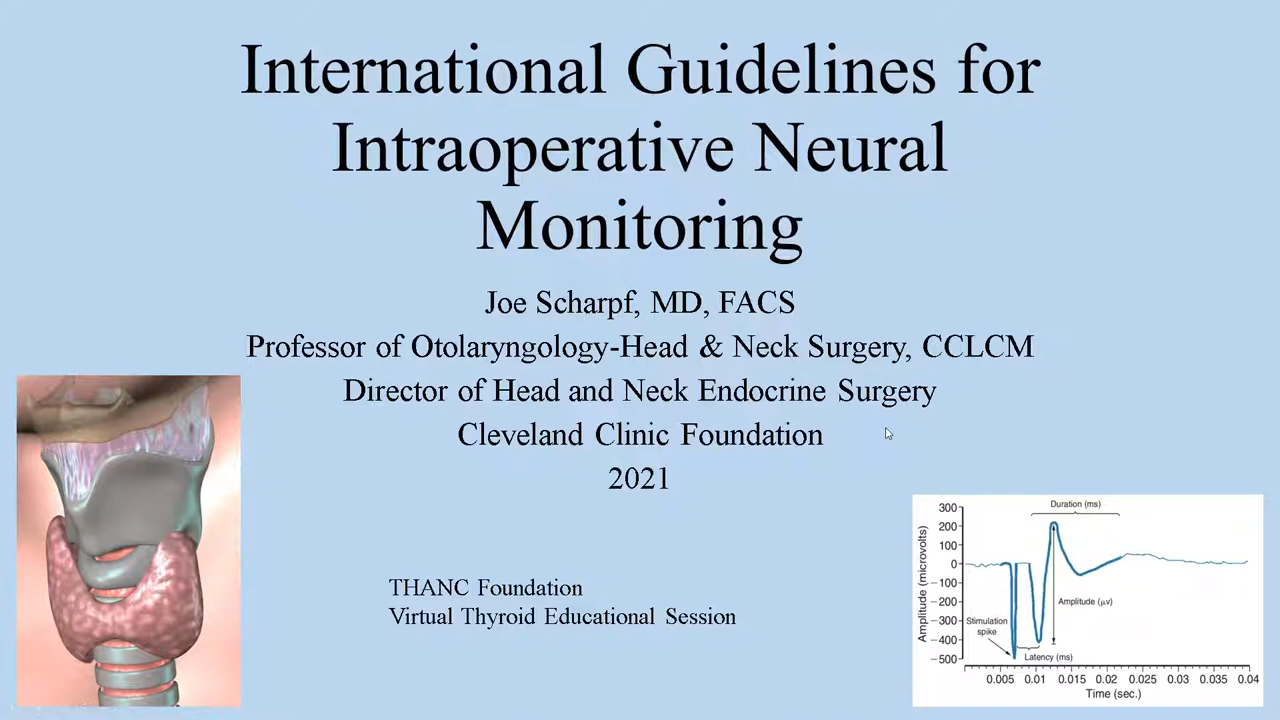 International Guidelines for
Intraoperative Neural
Monitoring
Joe Scharpf, MD, FACS
Professor of Otolaryngology-Head & Neck Surgery, CCLCM
Director of Head and Neck Endocrine Surgery
Cleveland Clinic Foundation
2021
THANC Foundation
Virtual Thyroid Educational Session
Duration (ms)
300
200
100
0
−100
−200
−300
−400
−500
Amplitude (microvolts)
Amplitude (μv)
Stimulation
spike
Latency (ms)
0.005 0.01 0.015 0.02 0.025 0.03 0.035 0.04
Time (sec.)